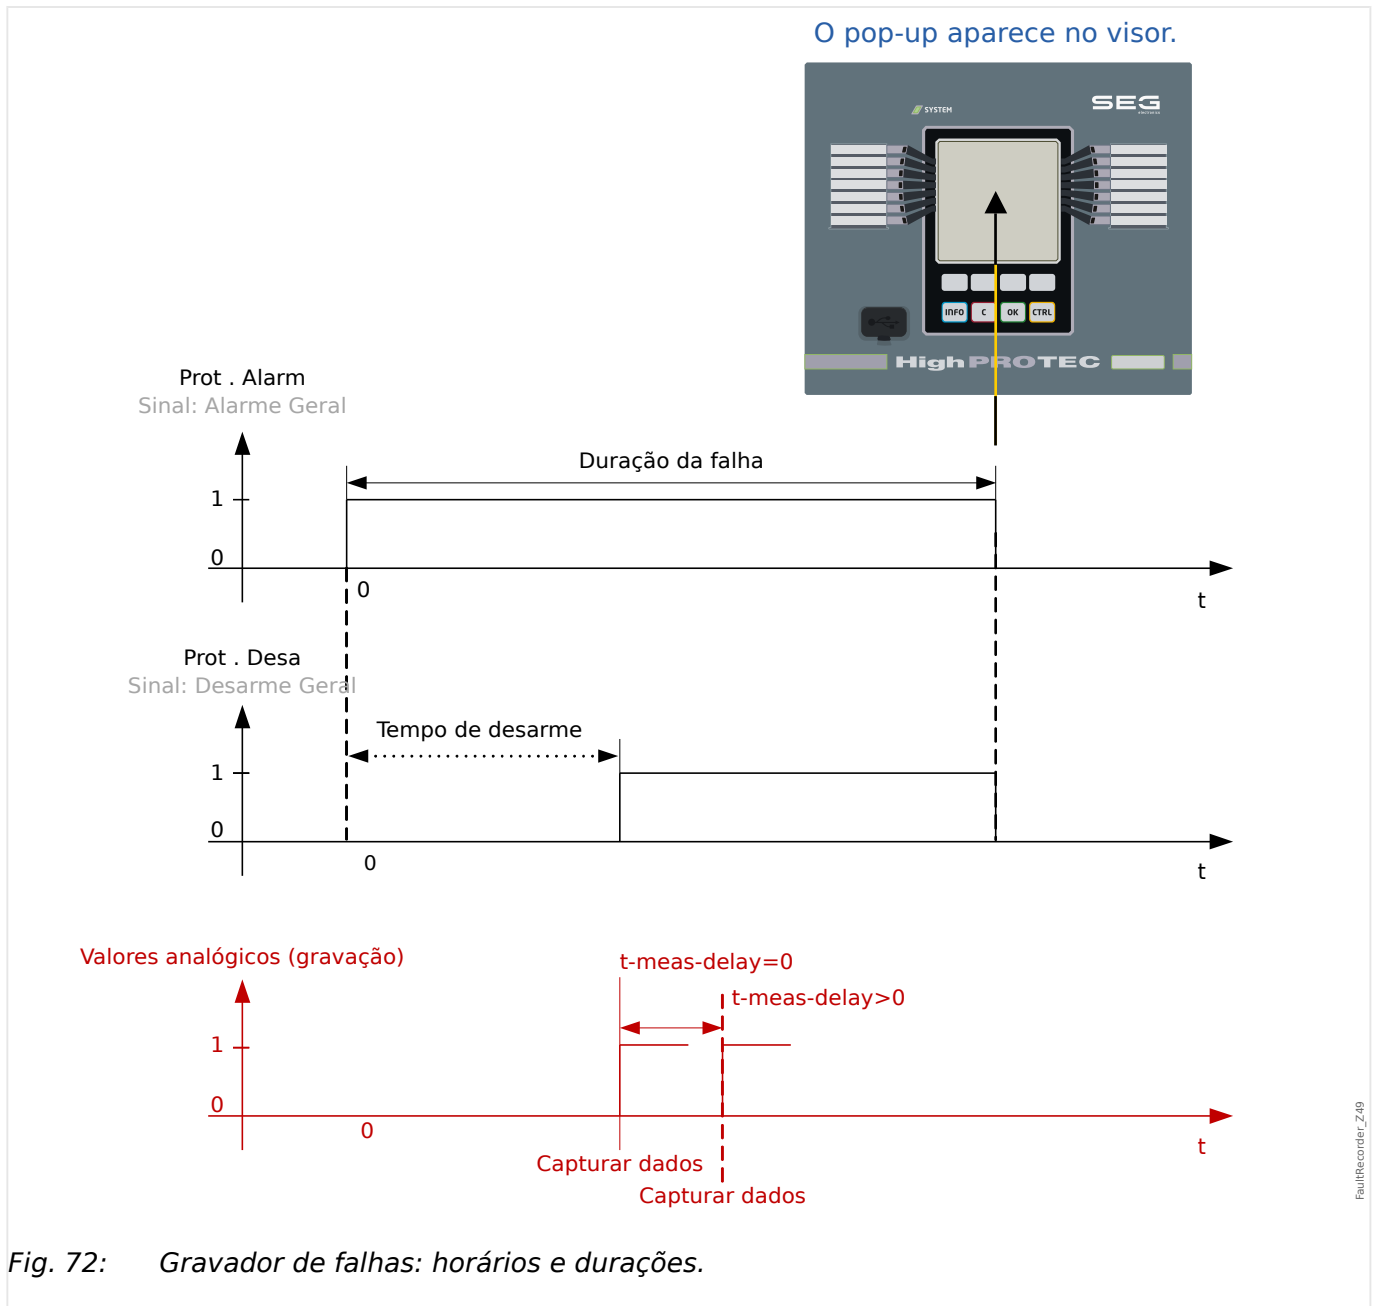 O pop-up aparece no visor.
SYSTEM
SEG
electronics
INFO
C
OK
CTRL
HighPROTEC
Prot . Alarm
Sinal: Alarme Geral
Duração da falha
1
0
0
t
Prot . Desa
Sinal: Desarme Geral
Tempo de desarme
1
0
0
t
Valores analógicos (gravação)
t-meas-delay=0
t-meas-delay>0
1
0
0
t
Capturar dados
Capturar dados
FaultRecorder_Z49
Fig. 72: Gravador de falhas: horários e durações.